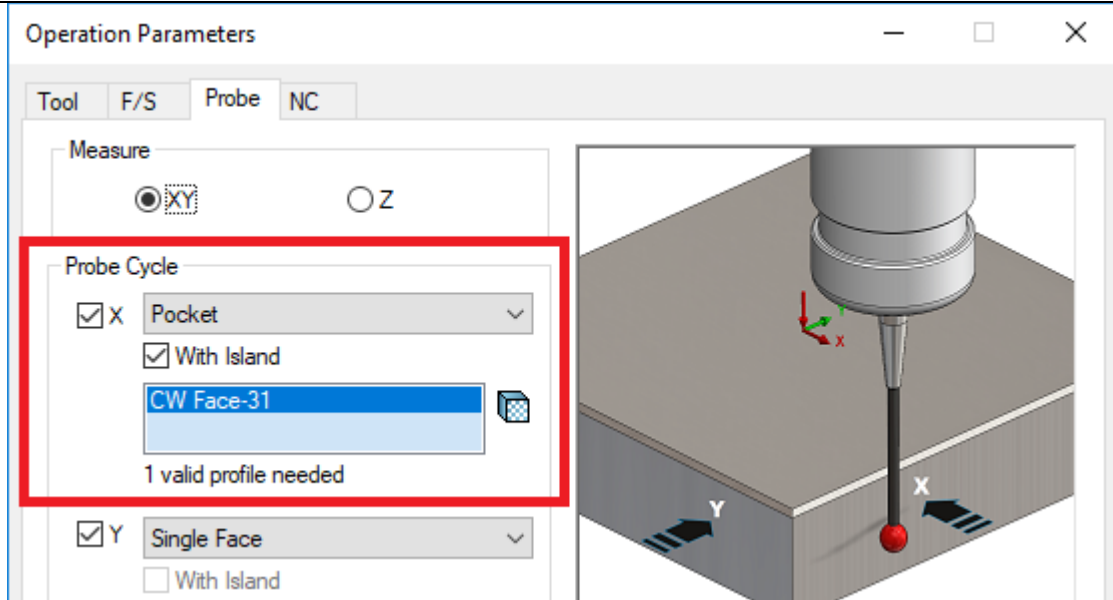 Operation Parameters
Tool F/S Probe NC
Measure
XY Z
Probe Cycle
X Pocket
With Island
CW Face-31
1 valid profile needed
Y Single Face
With Island
Y
X
Y
X